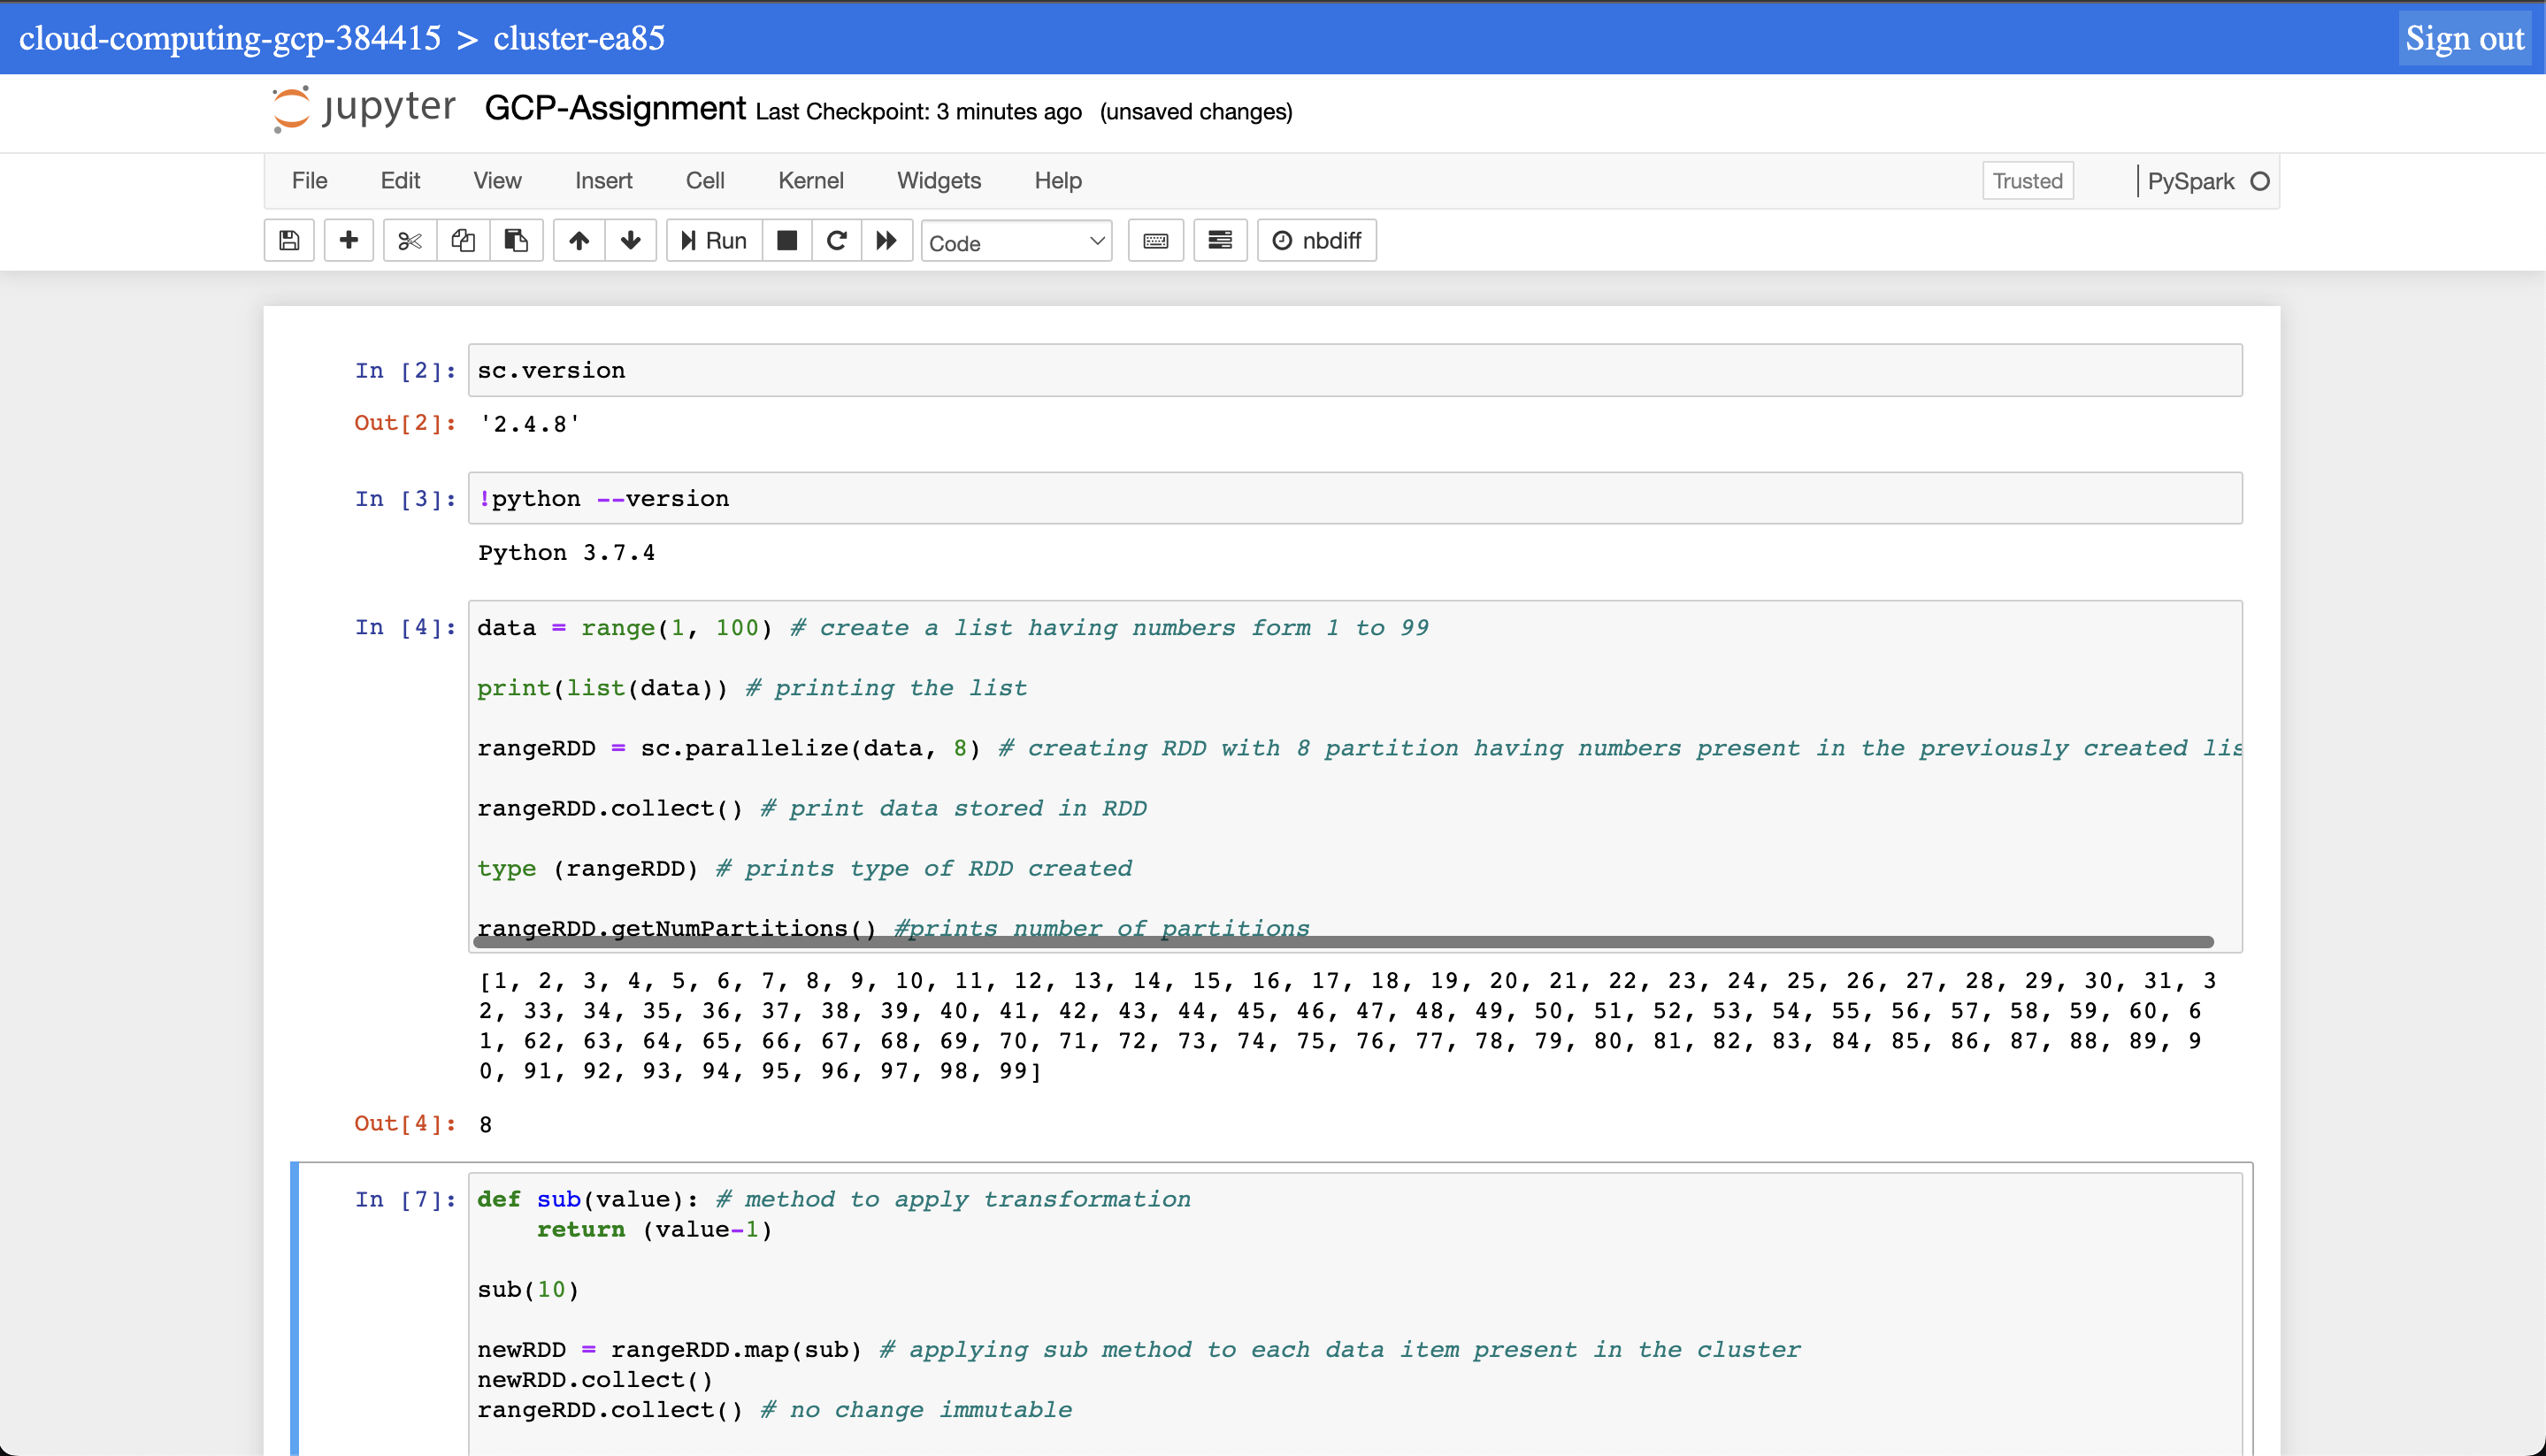 cloud-computing-gcp-384415 > cluster-ea85
Sign out
jupyter GCP-Assignment Last Checkpoint: 3 minutes ago (unsaved changes)
File Edit View Insert Cell Kernel Widgets Help
Trusted
PySpark
Run
Code
nbdiff
In [2]: sc.version
Out[2]: '2.4.8'
In [3]: !python --version
Python 3.7.4
In [4]: data = range(1, 100) # create a list having numbers form 1 to 99
print(list(data)) # printing the list
rangeRDD = sc.parallelize(data, 8) # creating RDD with 8 partition having numbers present in the previously created lis
rangeRDD.collect() # print data stored in RDD
type (rangeRDD) # prints type of RDD created
rangeRDD.getNumPartitions() #prints number of partitions
[1, 2, 3, 4, 5, 6, 7, 8, 9, 10, 11, 12, 13, 14, 15, 16, 17, 18, 19, 20, 21, 22, 23, 24, 25, 26, 27, 28, 29, 30, 31, 3
2, 33, 34, 35, 36, 37, 38, 39, 40, 41, 42, 43, 44, 45, 46, 47, 48, 49, 50, 51, 52, 53, 54, 55, 56, 57, 58, 59, 60, 6
1, 62, 63, 64, 65, 66, 67, 68, 69, 70, 71, 72, 73, 74, 75, 76, 77, 78, 79, 80, 81, 82, 83, 84, 85, 86, 87, 88, 89, 9
0, 91, 92, 93, 94, 95, 96, 97, 98, 99]
Out[4]: 8
In [7]: def sub(value): # method to apply transformation
    return (value-1)
sub(10)
newRDD = rangeRDD.map(sub) # applying sub method to each data item present in the cluster
newRDD.collect()
rangeRDD.collect() # no change immutable